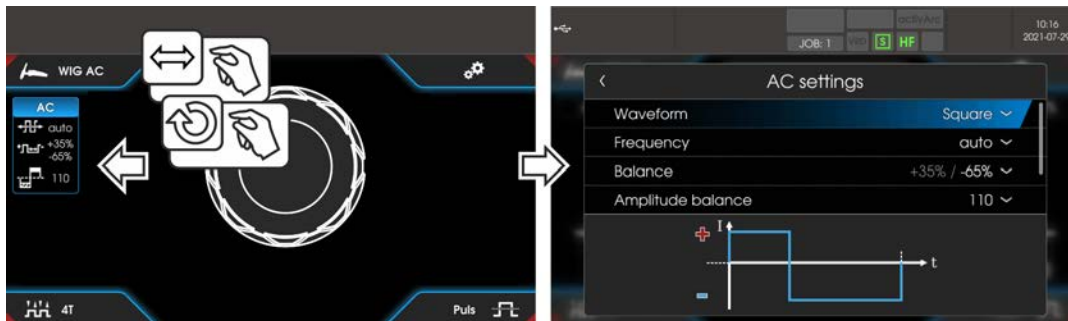 WIG AC
AC
auto
+35%
-65%
110
4T
Puls
activArc
JOB: 1
VRD
S
HF
10:16
2021-07-29
AC settings
Waveform Square
Frequency auto
Balance +35% / -65%
Amplitude balance 110
+ I
t
-